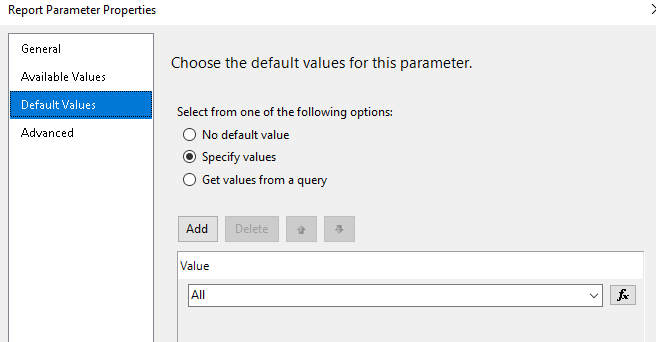 Report Parameter Properties
General
Available Values
Default Values
Advanced
Choose the default values for this parameter.
Select from one of the following options:
No default value
Specify values
Get values from a query
Add
Delete
Value
All
fx